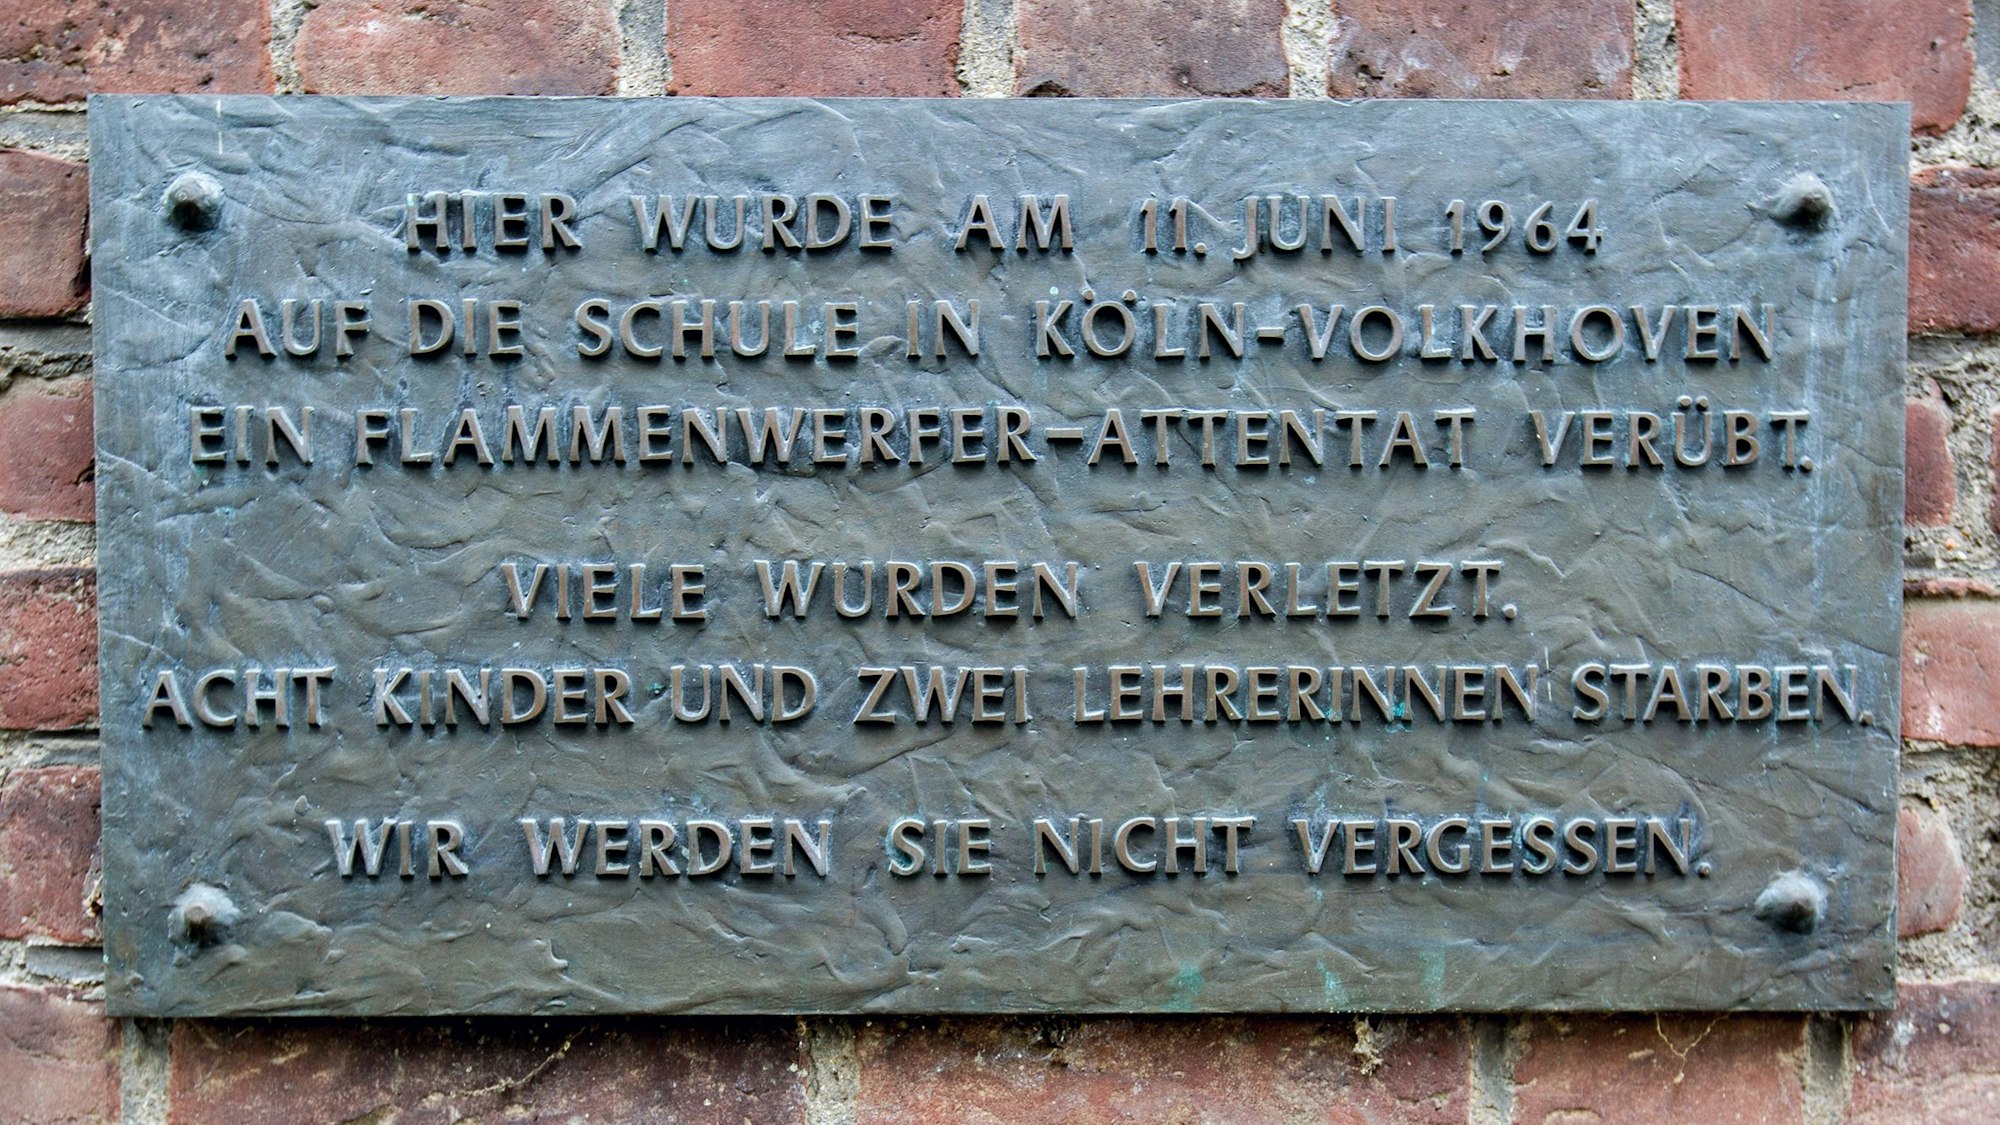 HIER WURDE AM 11. JUNI 1964
AUF DIE SCHULE IN KÖLN-VOLKHOVEN
EIN FLAMMENWERFER-ATTENTAT VERÜBT.
VIELE WURDEN VERLETZT.
ACHT KINDER UND ZWEI LEHRERINNEN STARBEN.
WIR WERDEN SIE NICHT VERGESSEN.